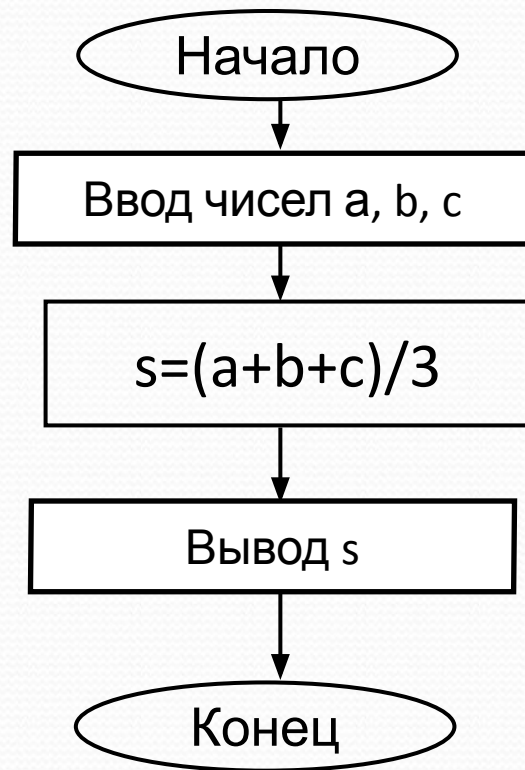 Начало
Ввод чисел a, b, c
s=(a+b+c)/3
Вывод s
Конец